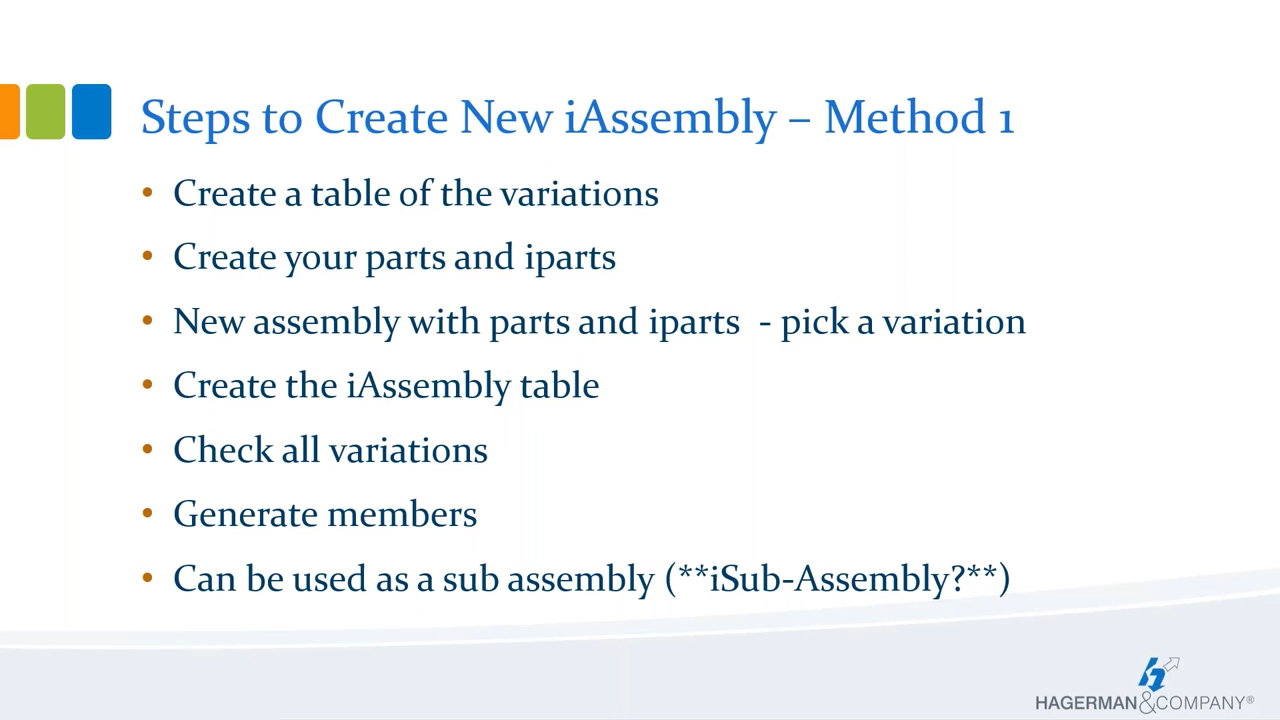 Steps to Create New iAssembly – Method 1
• Create a table of the variations
• Create your parts and iparts
• New assembly with parts and iparts  - pick a variation
• Create the iAssembly table
• Check all variations
• Generate members
• Can be used as a sub assembly (**iSub-Assembly?**)
HAGERMAN&COMPANY®